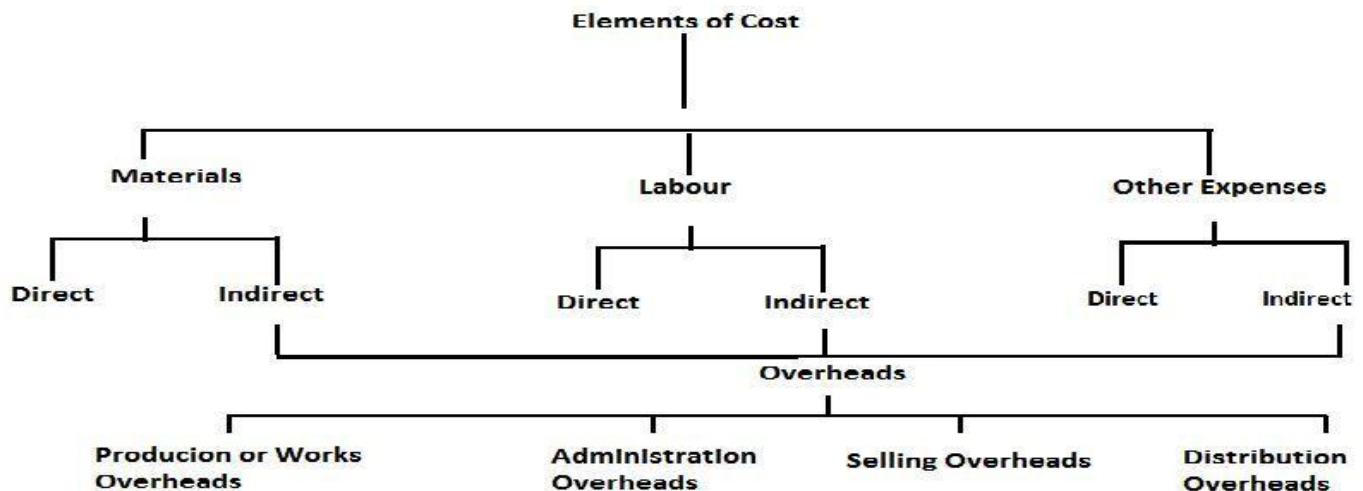 Elements of Cost
Materials
Labour
Other Expenses
Direct
Indirect
Direct
Indirect
Direct
Indirect
Overheads
Producion or Works
Overheads
Administration
Overheads
Selling Overheads
Distribution
Overheads